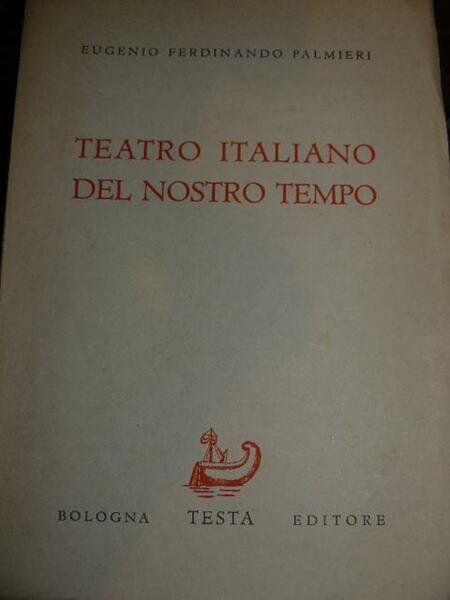 EUGENIO FERDINANDO PALMIERI
TEATRO ITALIANO
DEL NOSTRO TEMPO
BOLOGNA TESTA EDITORE